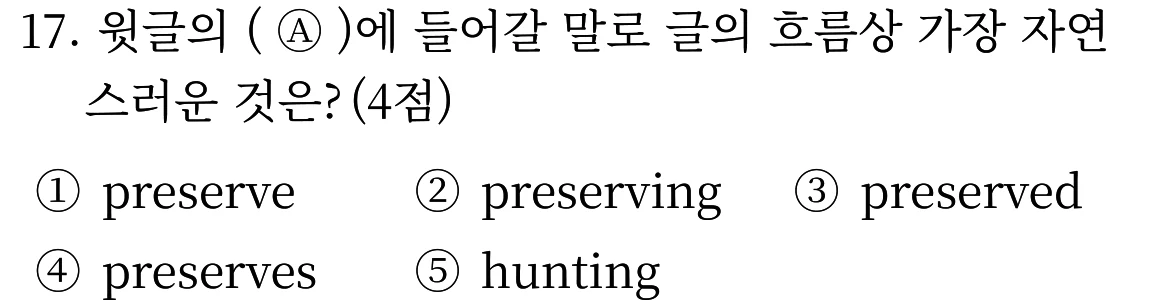 17. 윗글의 ( Ⓐ )에 들어갈 말로 글의 흐름상 가장 자연
스러운 것은?(4점)
① preserve ② preserving ③ preserved
④ preserves ⑤ hunting